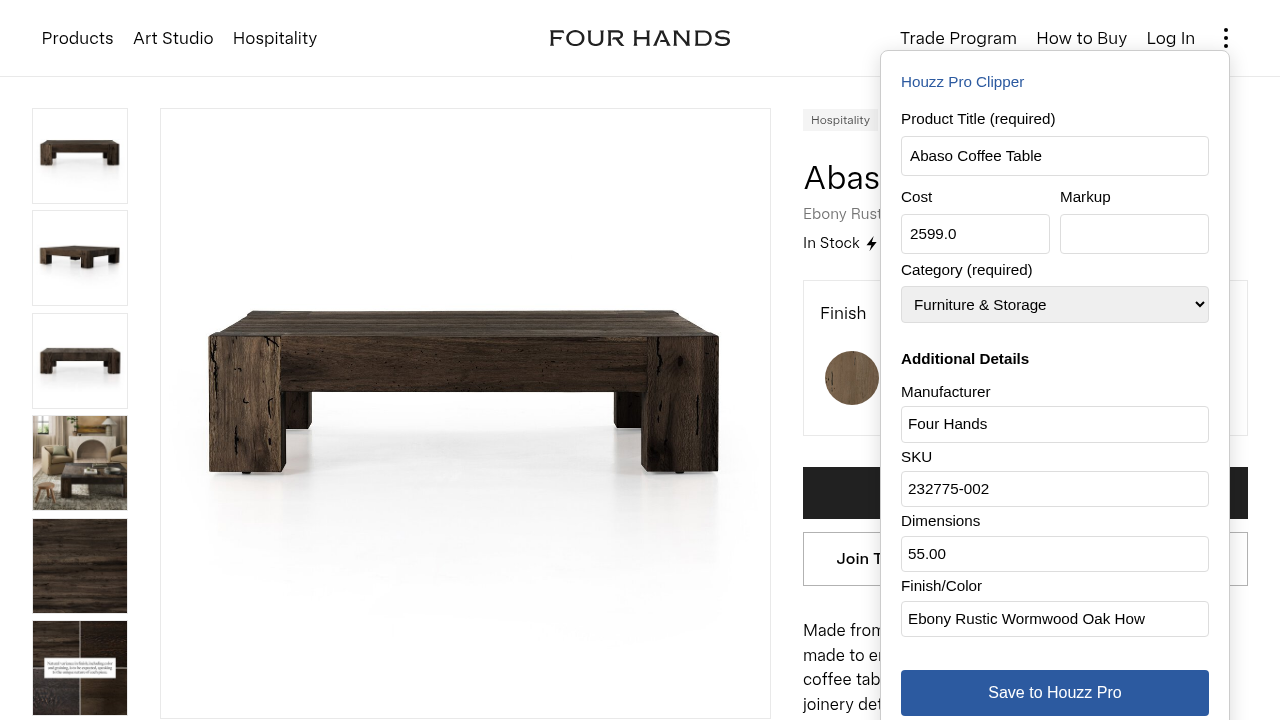 Products Art Studio Hospitality
FOUR HANDS
Trade Program How to Buy Log In
Hospitality
Abas
Ebony Rust
In Stock
Finish
Join T
Made from
made to e
coffee tab
joinery det
Houzz Pro Clipper
Product Title (required)
Abaso Coffee Table
Cost Markup
2599.0
Category (required)
Furniture & Storage
Additional Details
Manufacturer
Four Hands
SKU
232775-002
Dimensions
55.00
Finish/Color
Ebony Rustic Wormwood Oak How
Save to Houzz Pro